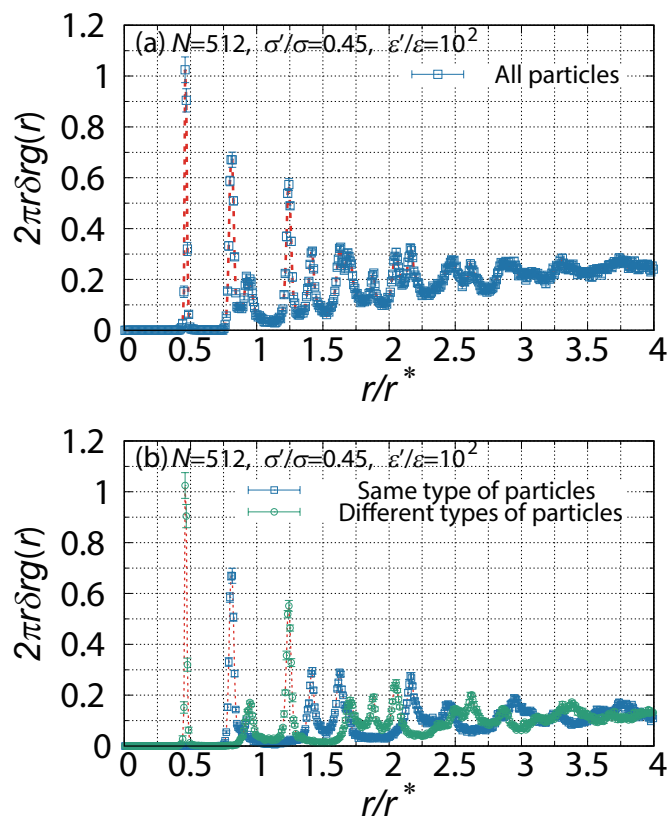 (a) N=512, σ'/σ=0.45, ε'/ε=10²
All particles
2πrδrg(r)
1.2
1
0.8
0.6
0.4
0.2
0
0 0.5 1 1.5 2 2.5 3 3.5 4
r/r*
(b) N=512, σ'/σ=0.45, ε'/ε=10²
Same type of particles
Different types of particles
2πrδrg(r)
1.2
1
0.8
0.6
0.4
0.2
0
0 0.5 1 1.5 2 2.5 3 3.5 4
r/r*